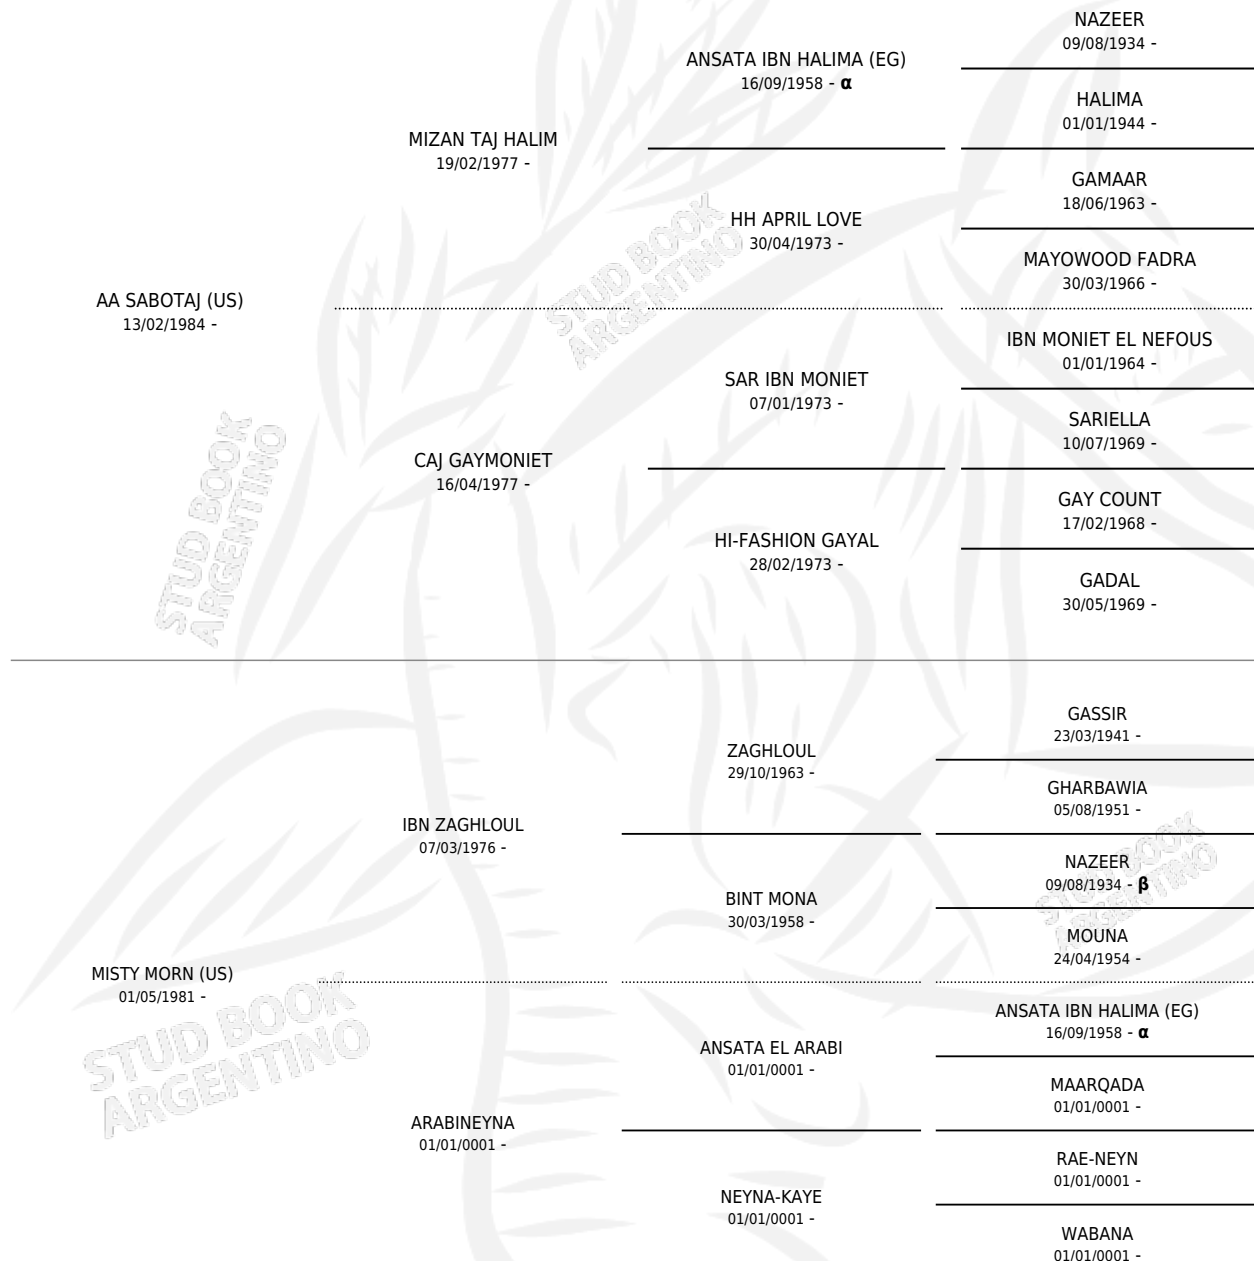 NAZEER
09/08/1934 -
ANSATA IBN HALIMA (EG)
16/09/1958 - α
HALIMA
01/01/1944 -
MIZAN TAJ HALIM
19/02/1977 -
GAMAAR
18/06/1963 -
HH APRIL LOVE
30/04/1973 -
MAYOWOOD FADRA
30/03/1966 -
AA SABOTAJ (US)
13/02/1984 -
IBN MONIET EL NEFOUS
01/01/1964 -
SAR IBN MONIET
07/01/1973 -
SARIELLA
10/07/1969 -
CAJ GAYMONIET
16/04/1977 -
GAY COUNT
17/02/1968 -
HI-FASHION GAYAL
28/02/1973 -
GADAL
30/05/1969 -
GASSIR
23/03/1941 -
ZAGHLOUL
29/10/1963 -
GHARBAWIA
05/08/1951 -
IBN ZAGHLOUL
07/03/1976 -
NAZEER
09/08/1934 - β
BINT MONA
30/03/1958 -
MOUNA
24/04/1954 -
MISTY MORN (US)
01/05/1981 -
ANSATA IBN HALIMA (EG)
16/09/1958 - α
ANSATA EL ARABI
01/01/0001 -
MAARQADA
01/01/0001 -
ARABINEYNA
01/01/0001 -
RAE-NEYN
01/01/0001 -
NEYNA-KAYE
01/01/0001 -
WABANA
01/01/0001 -
STUD BOOK
ARGENTINO
STUD BOOK
ARGENTINO
STUD BOOK
ARGENTINO
STUD BOOK
ARGENTINO